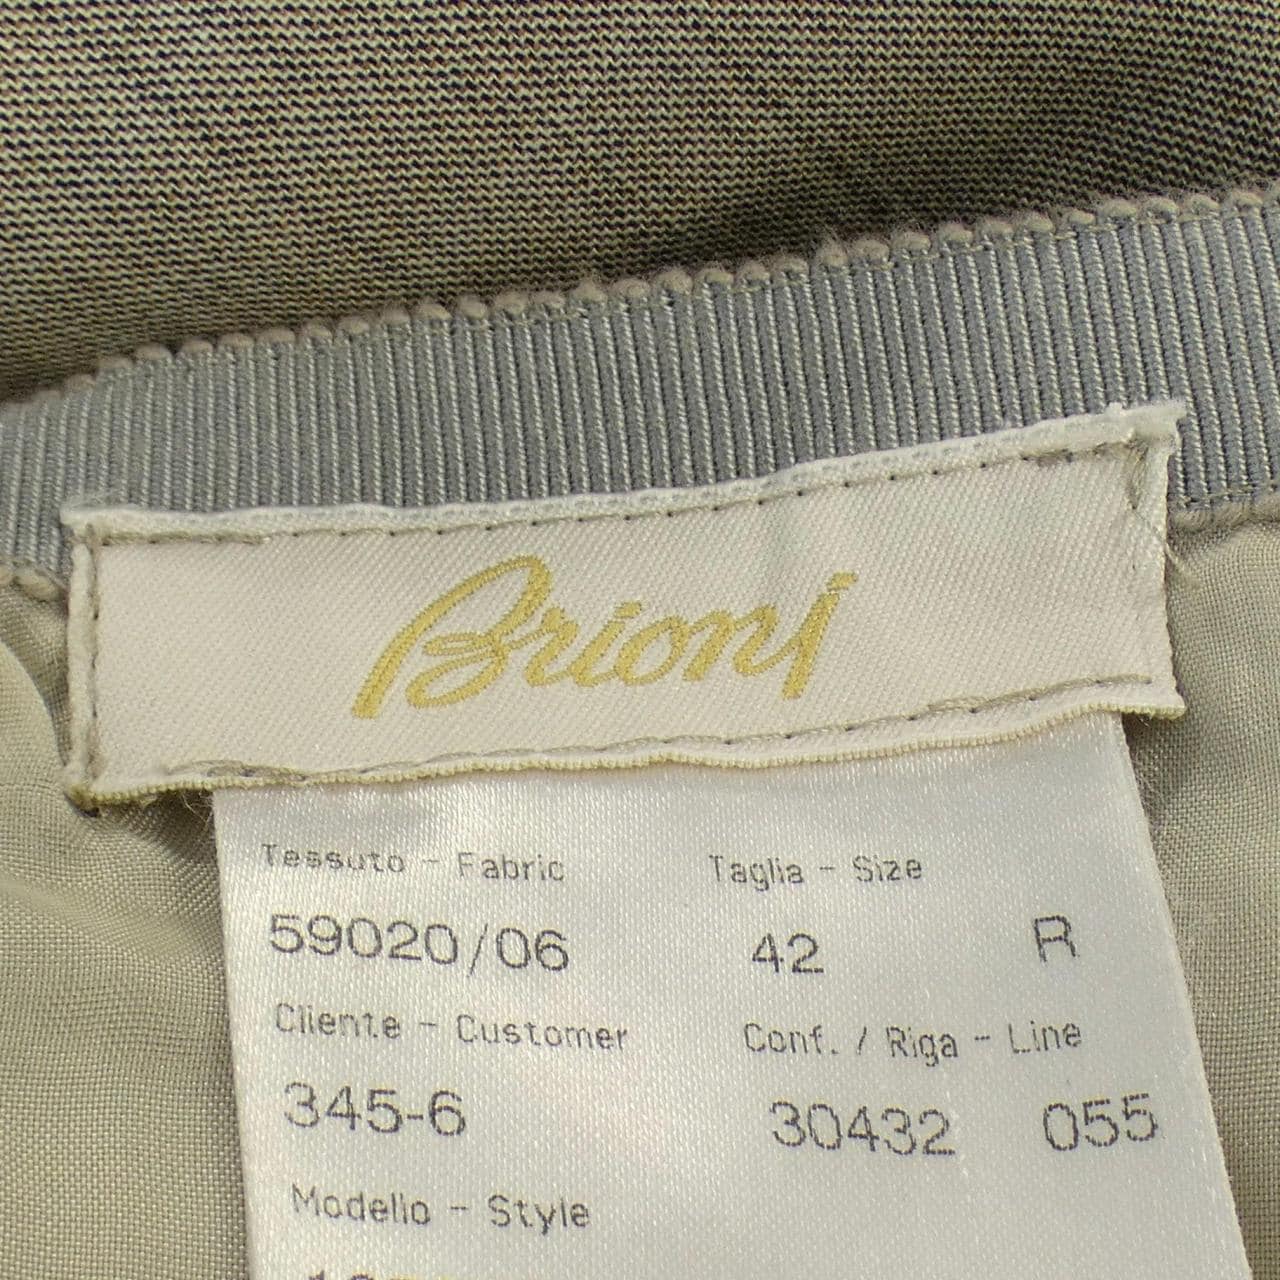 Brioni
Tessuto - Fabric Taglia - Size
59020/06 42 R
Cliente - Customer Conf. / Riga - Line
345-6 30432 055
Modello - Style